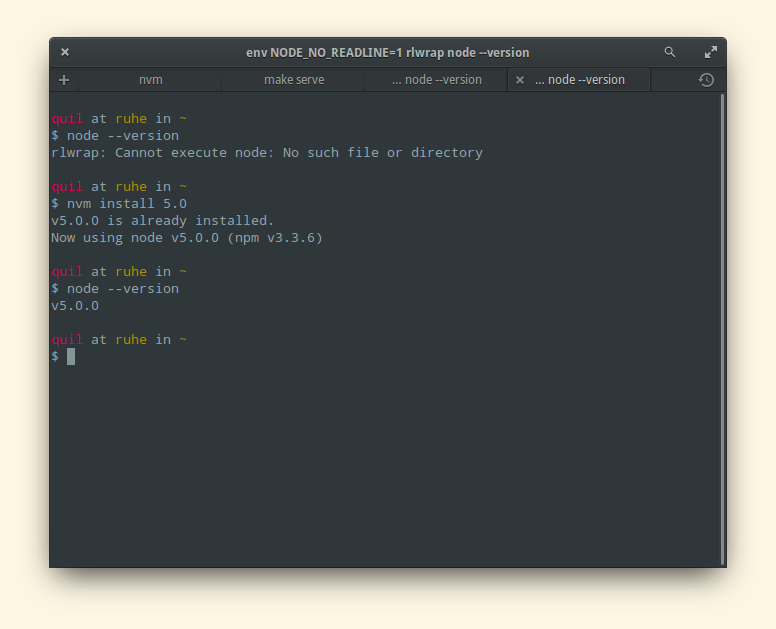 env NODE_NO_READLINE=1 rlwrap node --version
nvm make serve ... node --version ... node --version
quil at ruhe in ~
$ node --version
rlwrap: Cannot execute node: No such file or directory
quil at ruhe in ~
$ nvm install 5.0
v5.0.0 is already installed.
Now using node v5.0.0 (npm v3.3.6)
quil at ruhe in ~
$ node --version
v5.0.0
quil at ruhe in ~
$